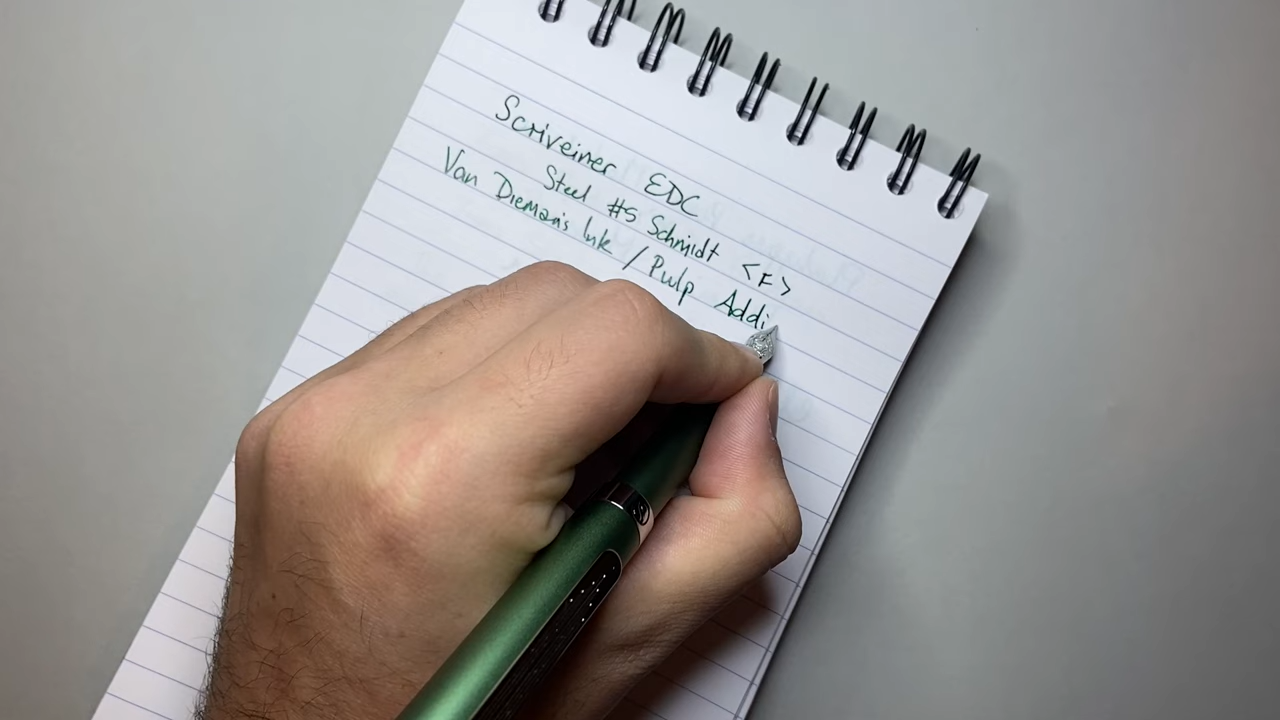 Scriveiner EDC
Steel #5 Schmidt <F>
Van Dieman's Ink / Pulp Addi